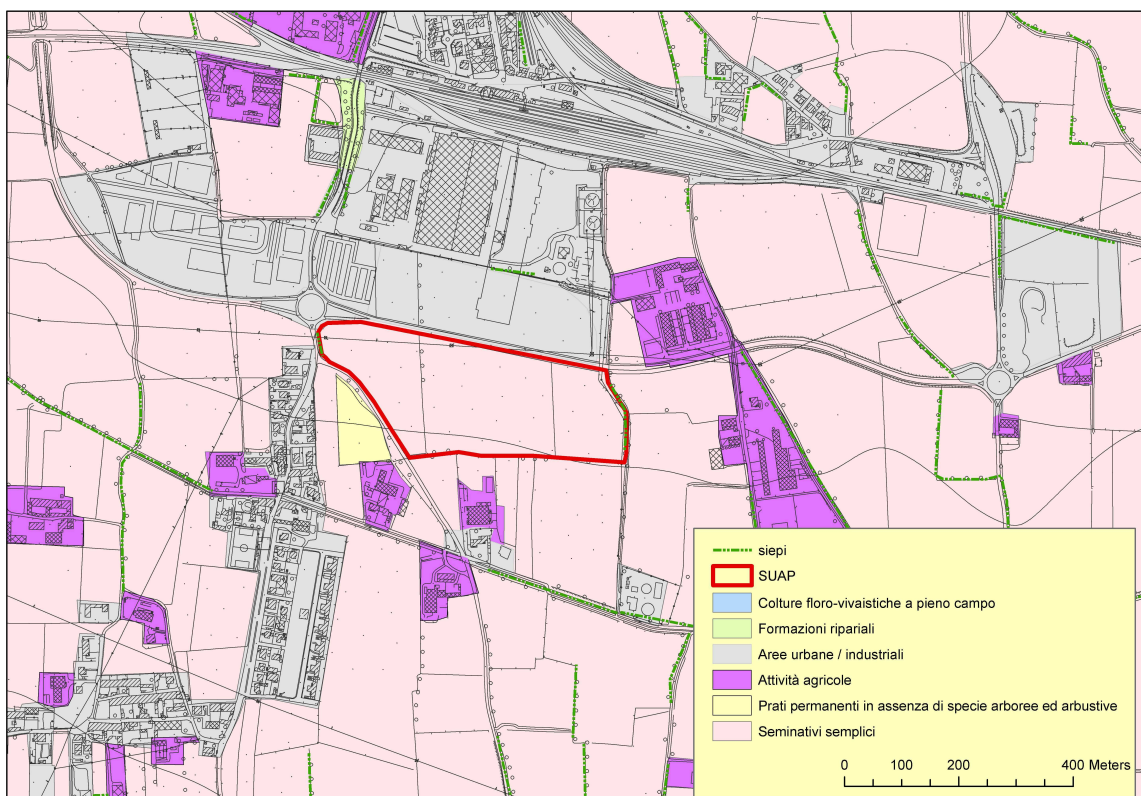 siepi
SUAP
Colture floro-vivaistiche a pieno campo
Formazioni ripariali
Aree urbane / industriali
Attività agricole
Prati permanenti in assenza di specie arboree ed arbustive
Seminativi semplici
0 100 200 400 Meters